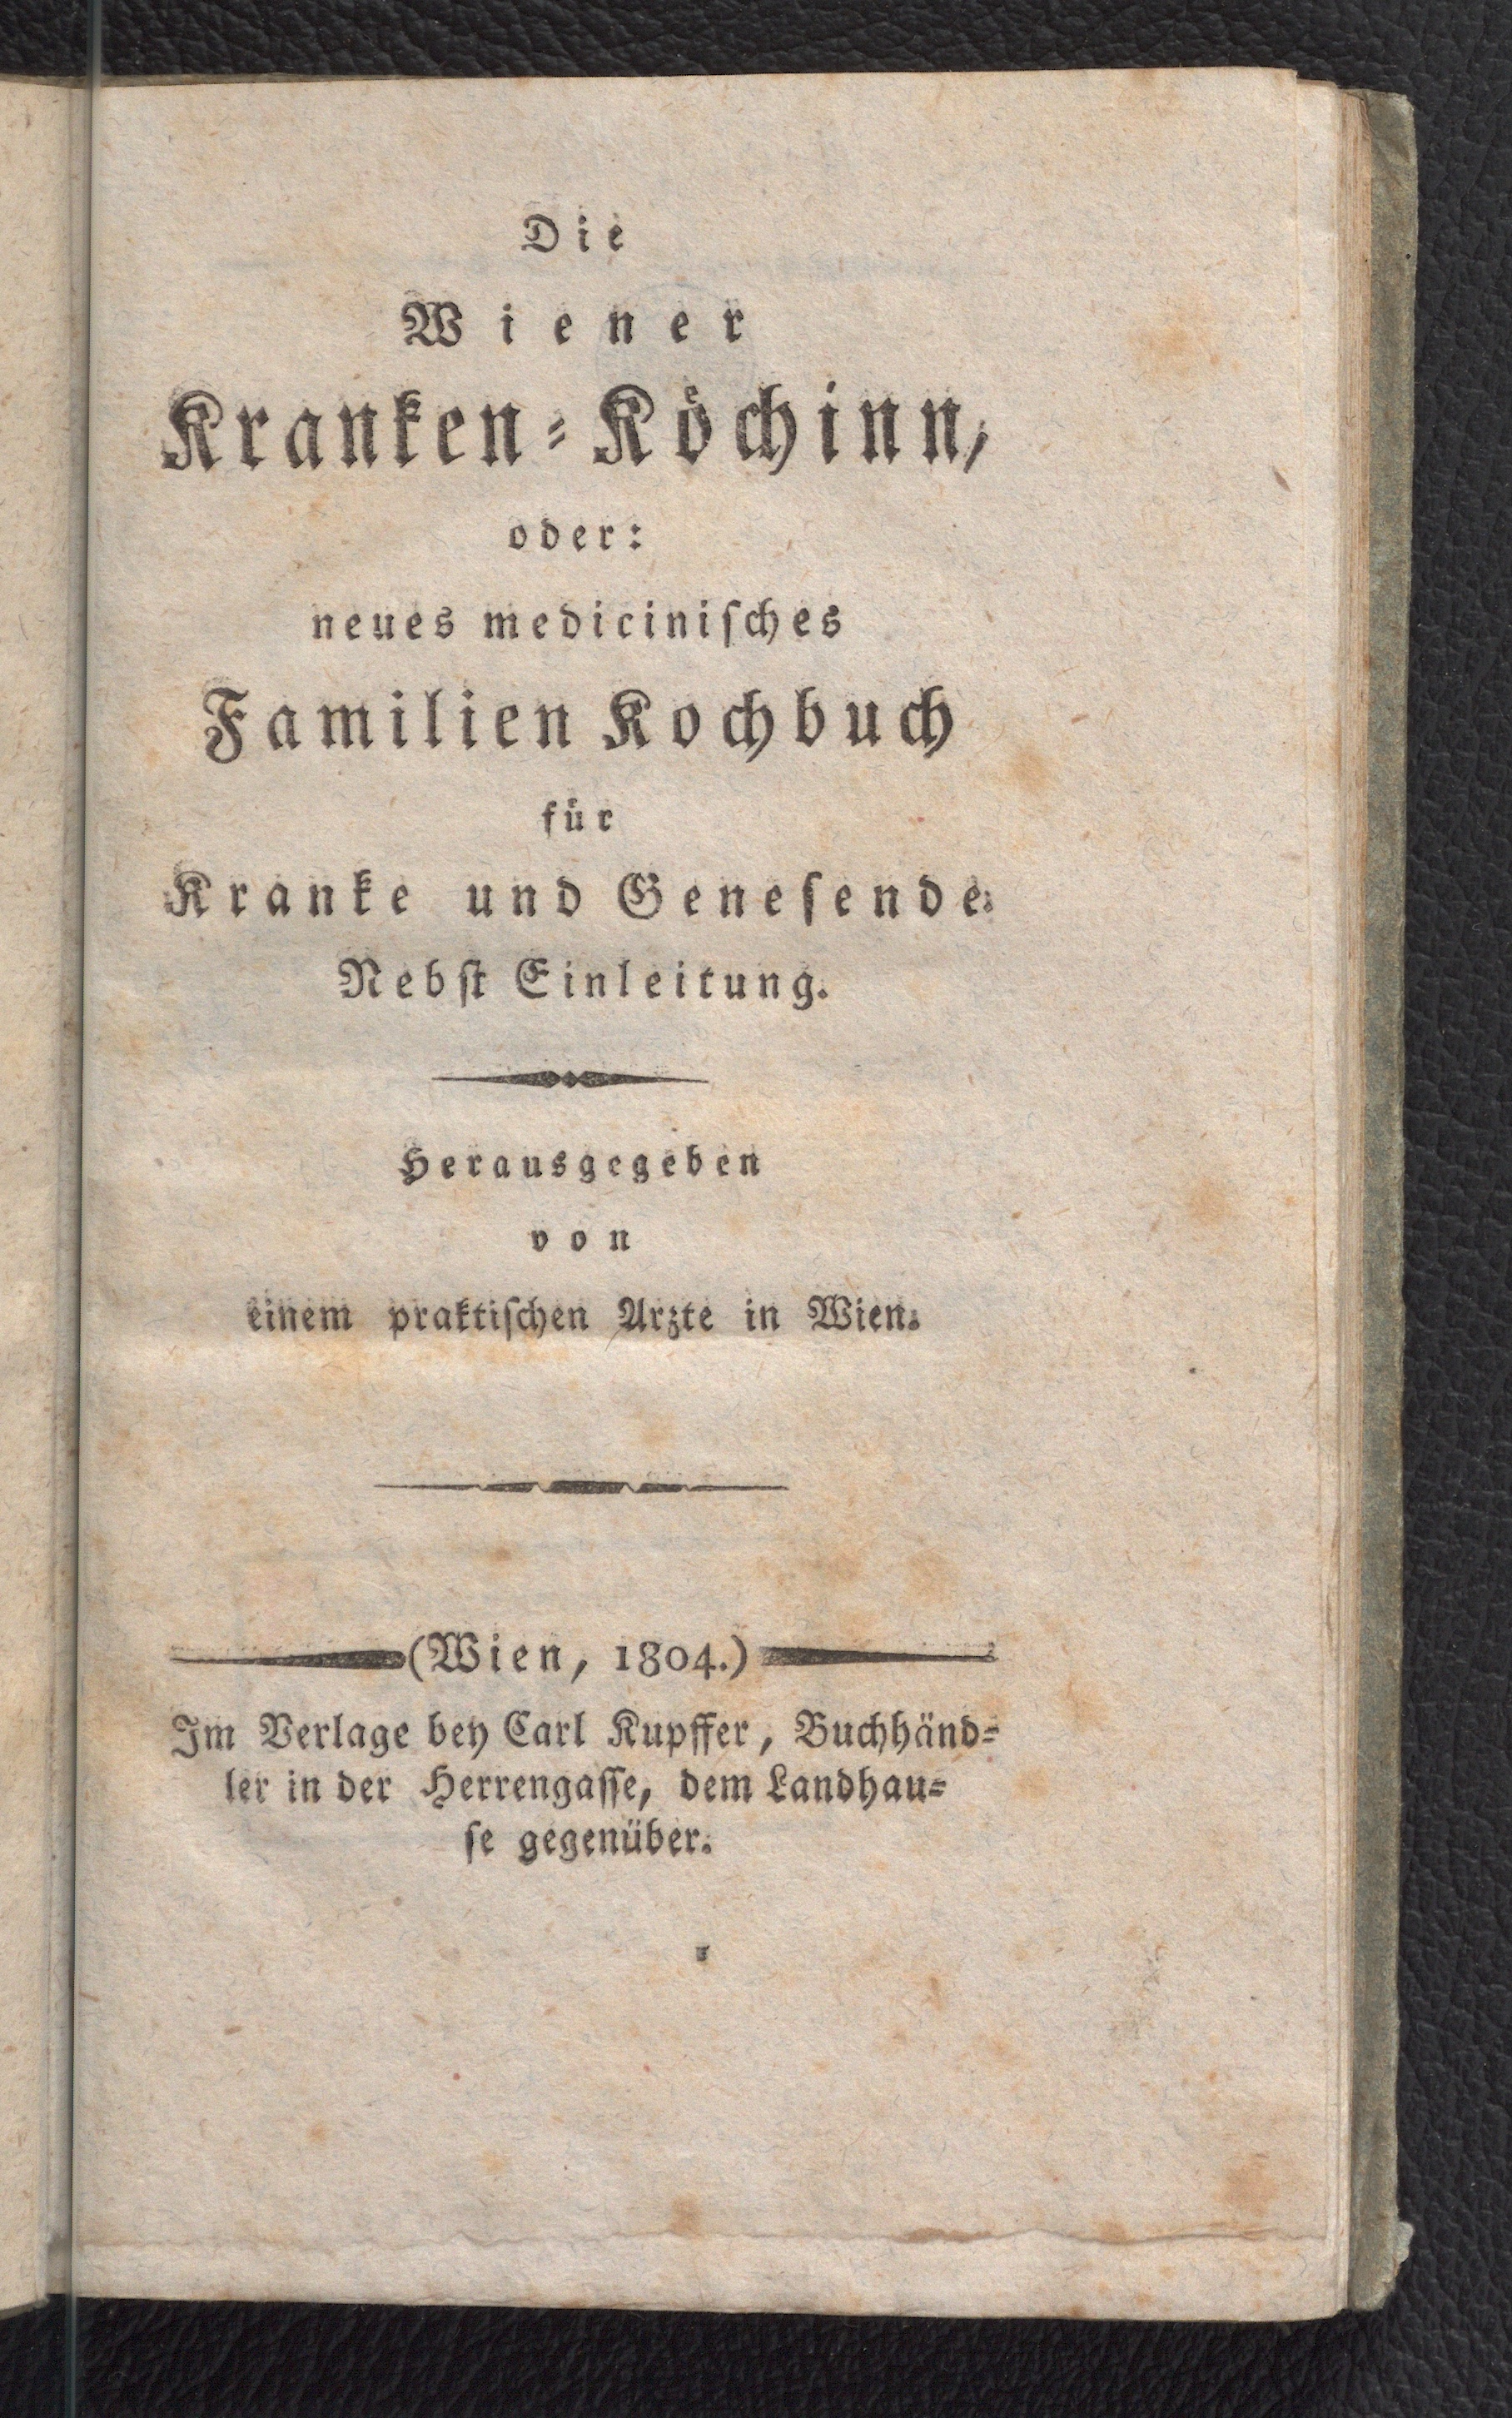 Die
Wiener
Kranken-Köchinn,
oder:
neues medicinisches
Familien Kochbuch
für
Kranke und Genesende.
Nebst Einleitung.
Herausgegeben
von
einem praktischen Arzte in Wien.
(Wien, 1804.)
Im Verlage bey Carl Kupffer, Buchhänd-
ler in der Herrengasse, dem Landhau-
se gegenüber.